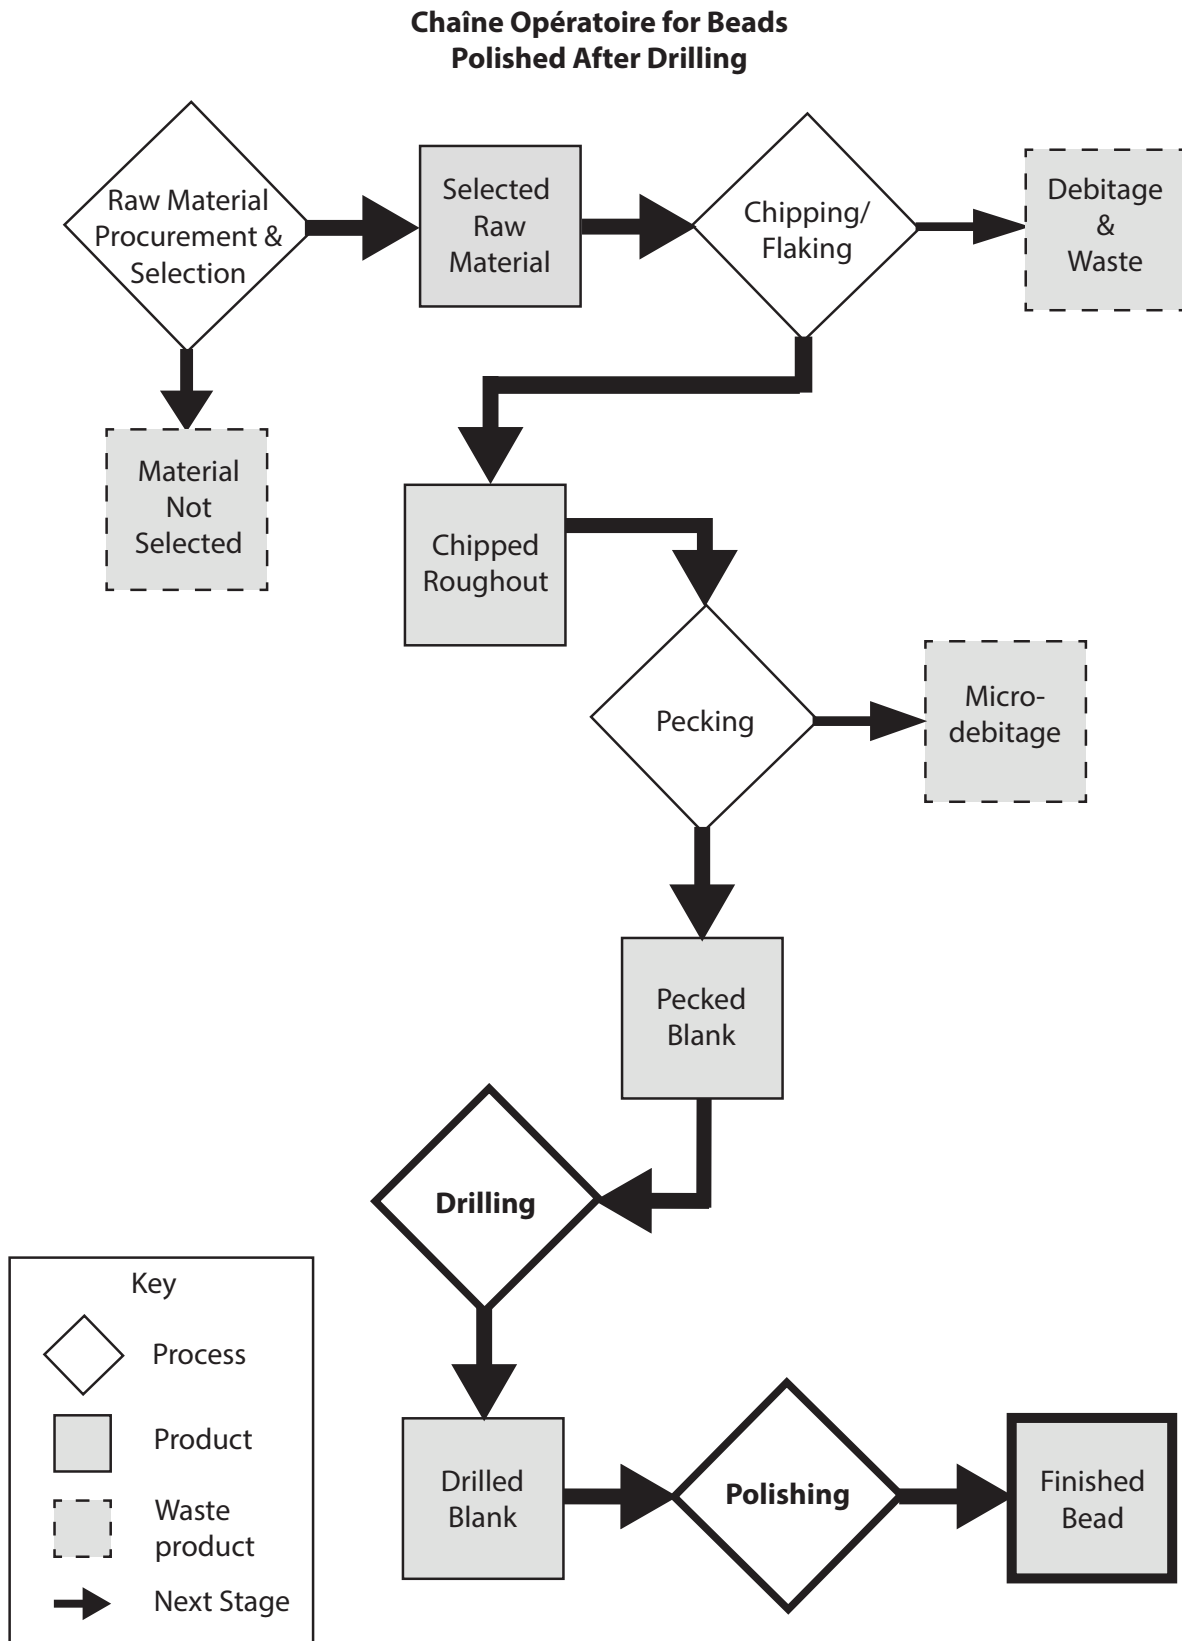 Chaîne Opératoire for Beads
Polished After Drilling
Raw Material
Procurement &
Selection
Selected
Raw
Material
Chipping/
Flaking
Debitage
&
Waste
Material
Not
Selected
Chipped
Roughout
Pecking
Micro-
debitage
Pecked
Blank
Drilling
Drilled
Blank
Polishing
Finished
Bead
Key
Process
Product
Waste
product
Next Stage